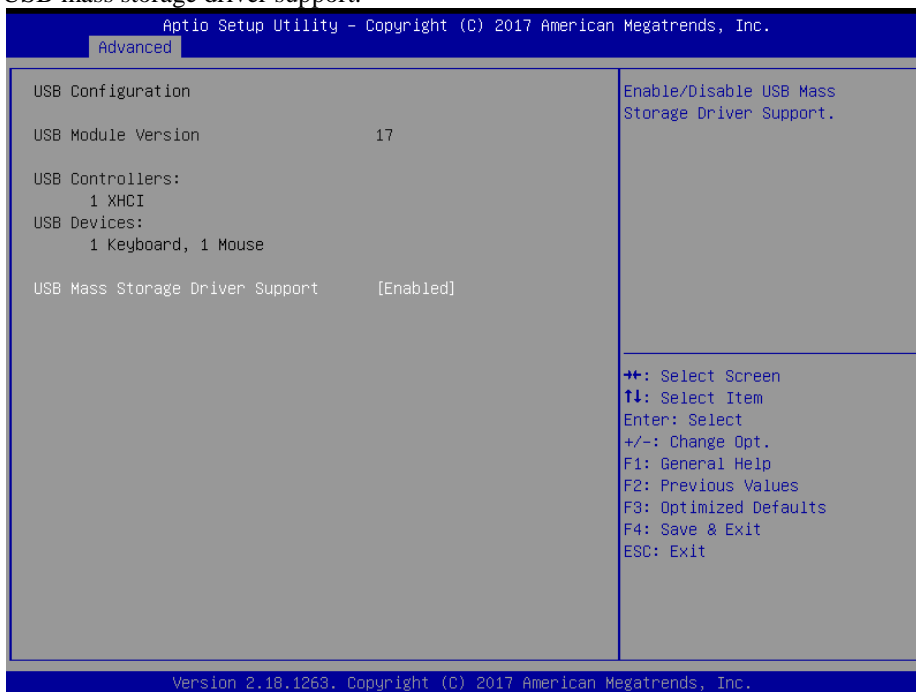 USB mass storage driver support.
Aptio Setup Utility – Copyright (C) 2017 American Megatrends, Inc.
Advanced
USB Configuration
USB Module Version 17
USB Controllers:
1 XHCI
USB Devices:
1 Keyboard, 1 Mouse
USB Mass Storage Driver Support [Enabled]
Enable/Disable USB Mass
Storage Driver Support.
→←: Select Screen
↑↓: Select Item
Enter: Select
+/-: Change Opt.
F1: General Help
F2: Previous Values
F3: Optimized Defaults
F4: Save & Exit
ESC: Exit
Version 2.18.1263. Copyright (C) 2017 American Megatrends, Inc.